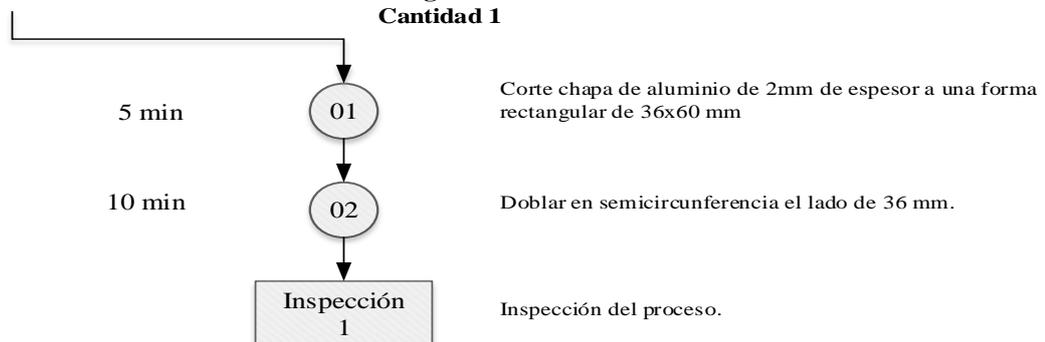 Cantidad 1
5 min
01
Corte chapa de aluminio de 2mm de espesor a una forma
rectangular de 36x60 mm
10 min
02
Doblar en semicircunferencia el lado de 36 mm.
Inspección
1
Inspección del proceso.